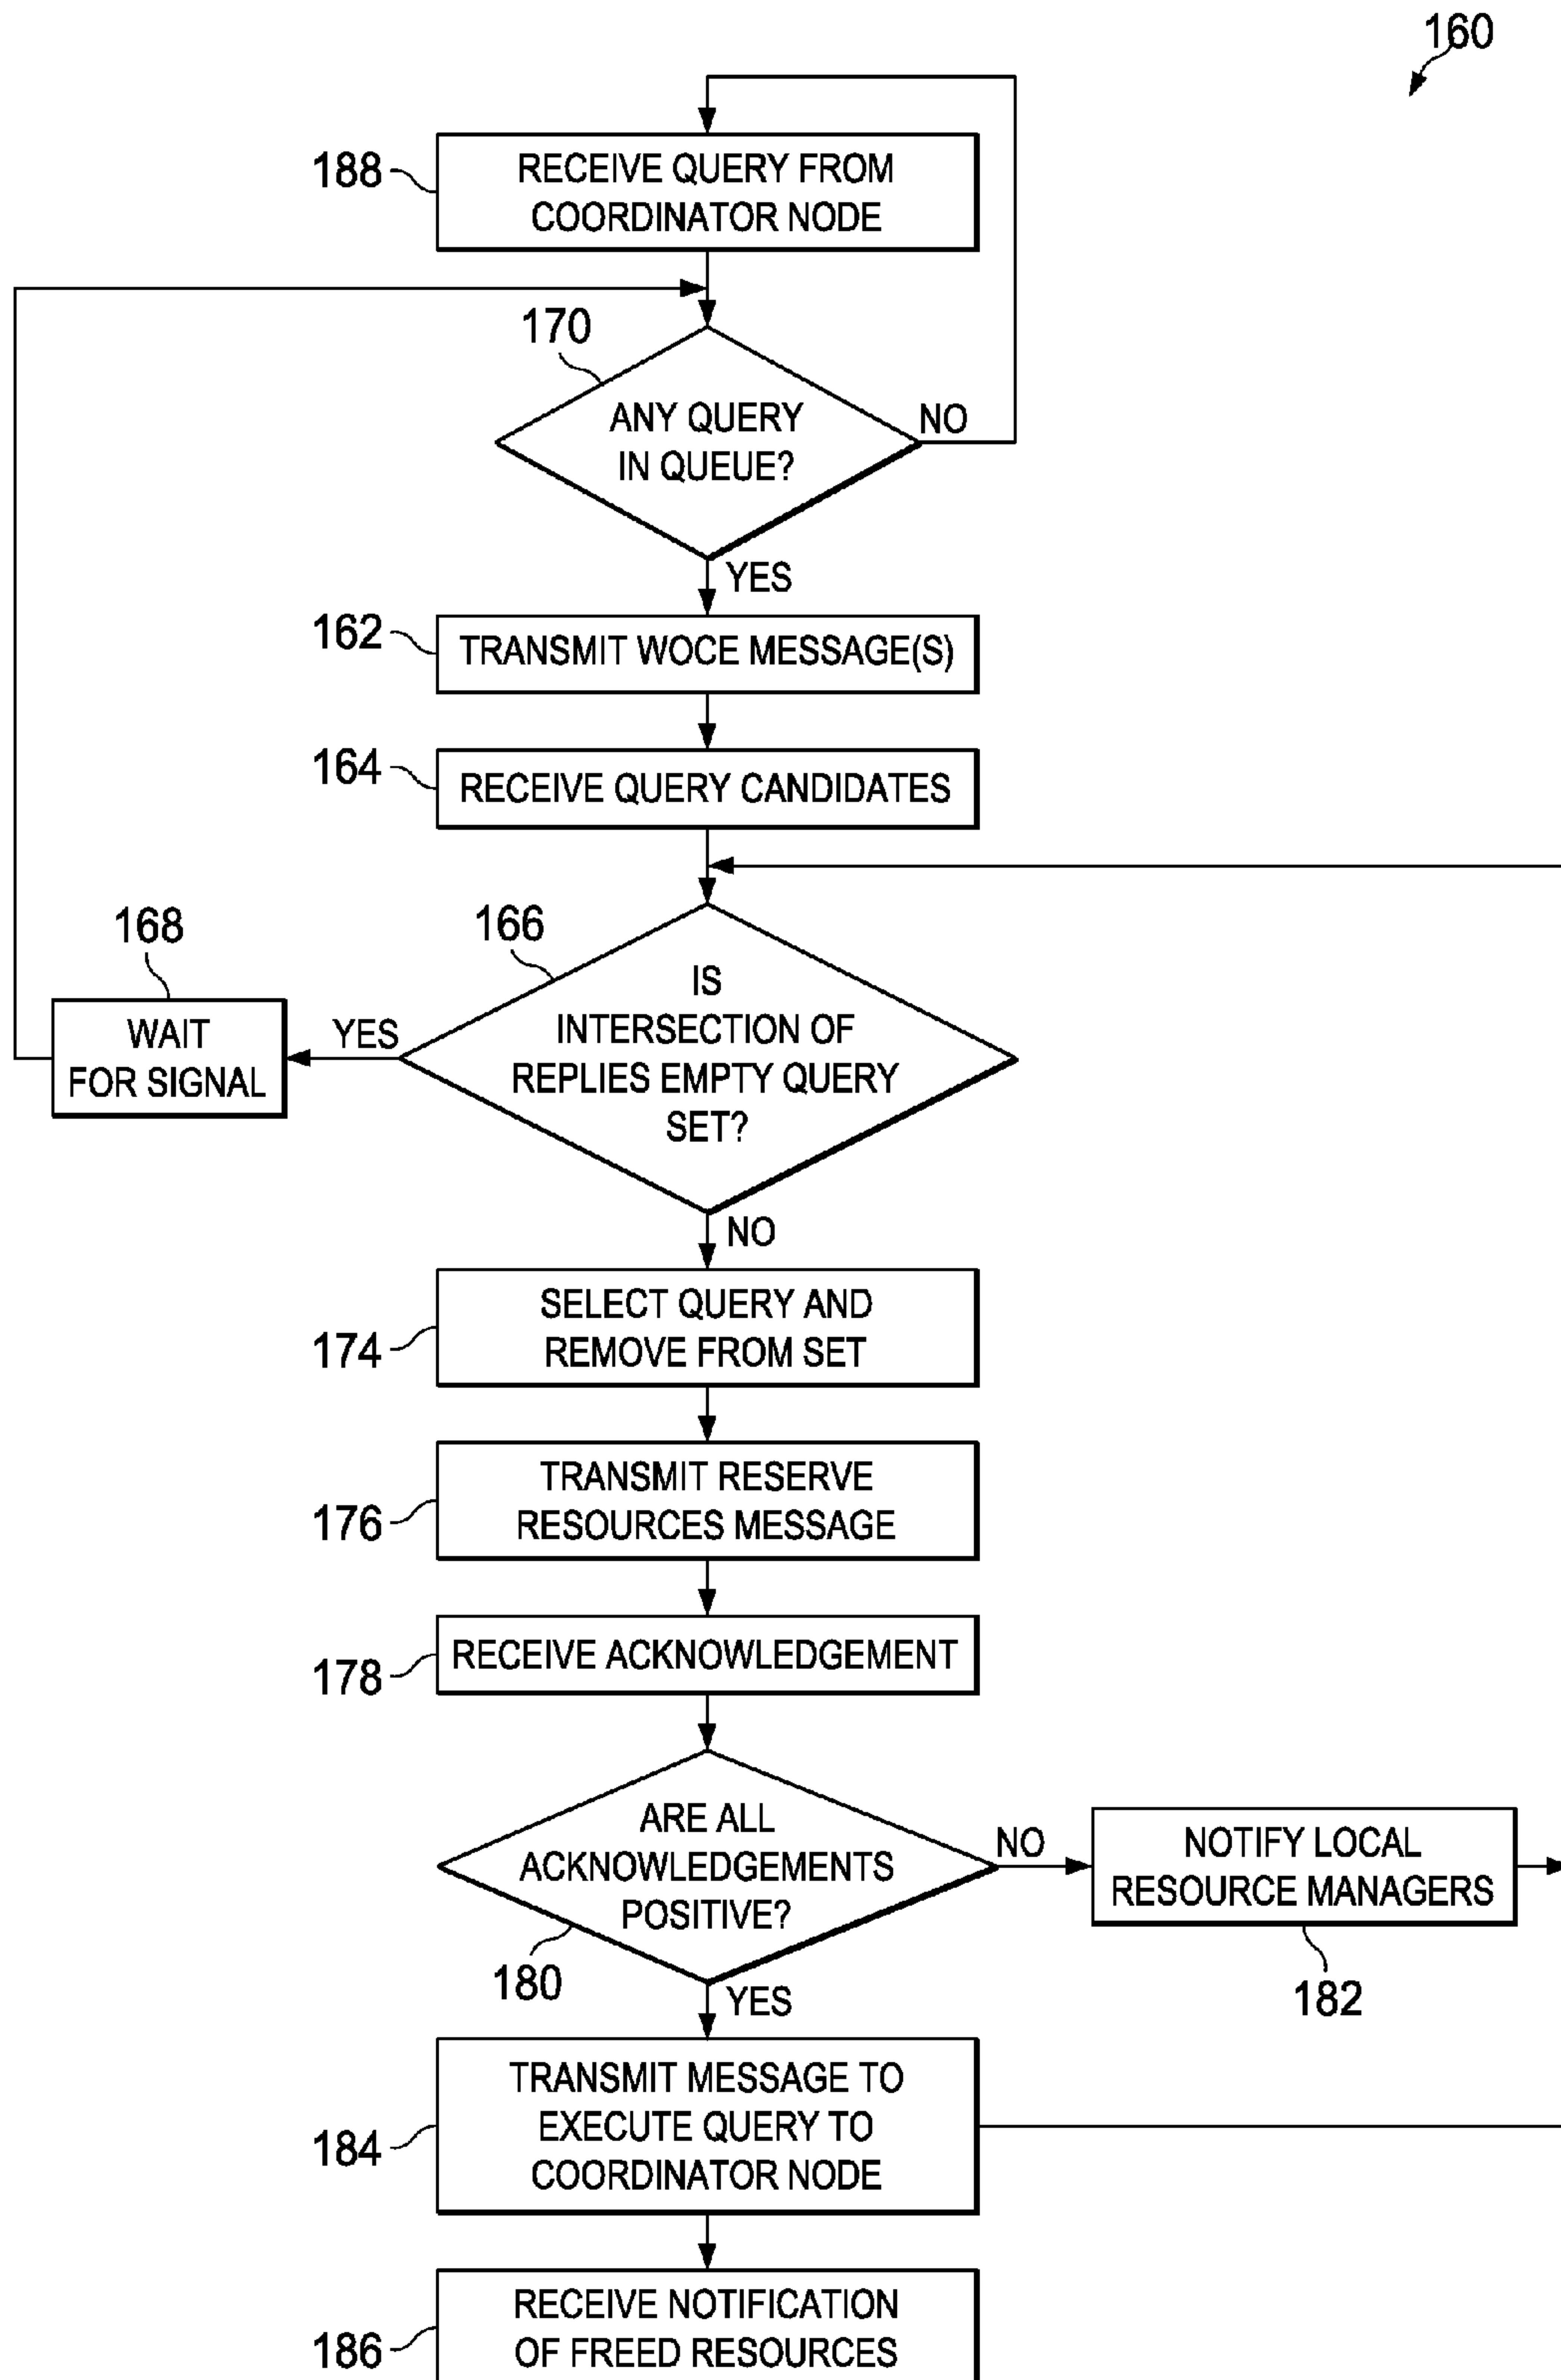 160
188
RECEIVE QUERY FROM
COORDINATOR NODE
170
ANY QUERY
IN QUEUE?
NO
YES
162
TRANSMIT WOCE MESSAGE(S)
164
RECEIVE QUERY CANDIDATES
168
166
WAIT
FOR SIGNAL
YES
IS
INTERSECTION OF
REPLIES EMPTY QUERY
SET?
NO
174
SELECT QUERY AND
REMOVE FROM SET
176
TRANSMIT RESERVE
RESOURCES MESSAGE
178
RECEIVE ACKNOWLEDGEMENT
ARE ALL
ACKNOWLEDGEMENTS
POSITIVE?
NO
NOTIFY LOCAL
RESOURCE MANAGERS
180
YES
182
184
TRANSMIT MESSAGE TO
EXECUTE QUERY TO
COORDINATOR NODE
186
RECEIVE NOTIFICATION
OF FREED RESOURCES